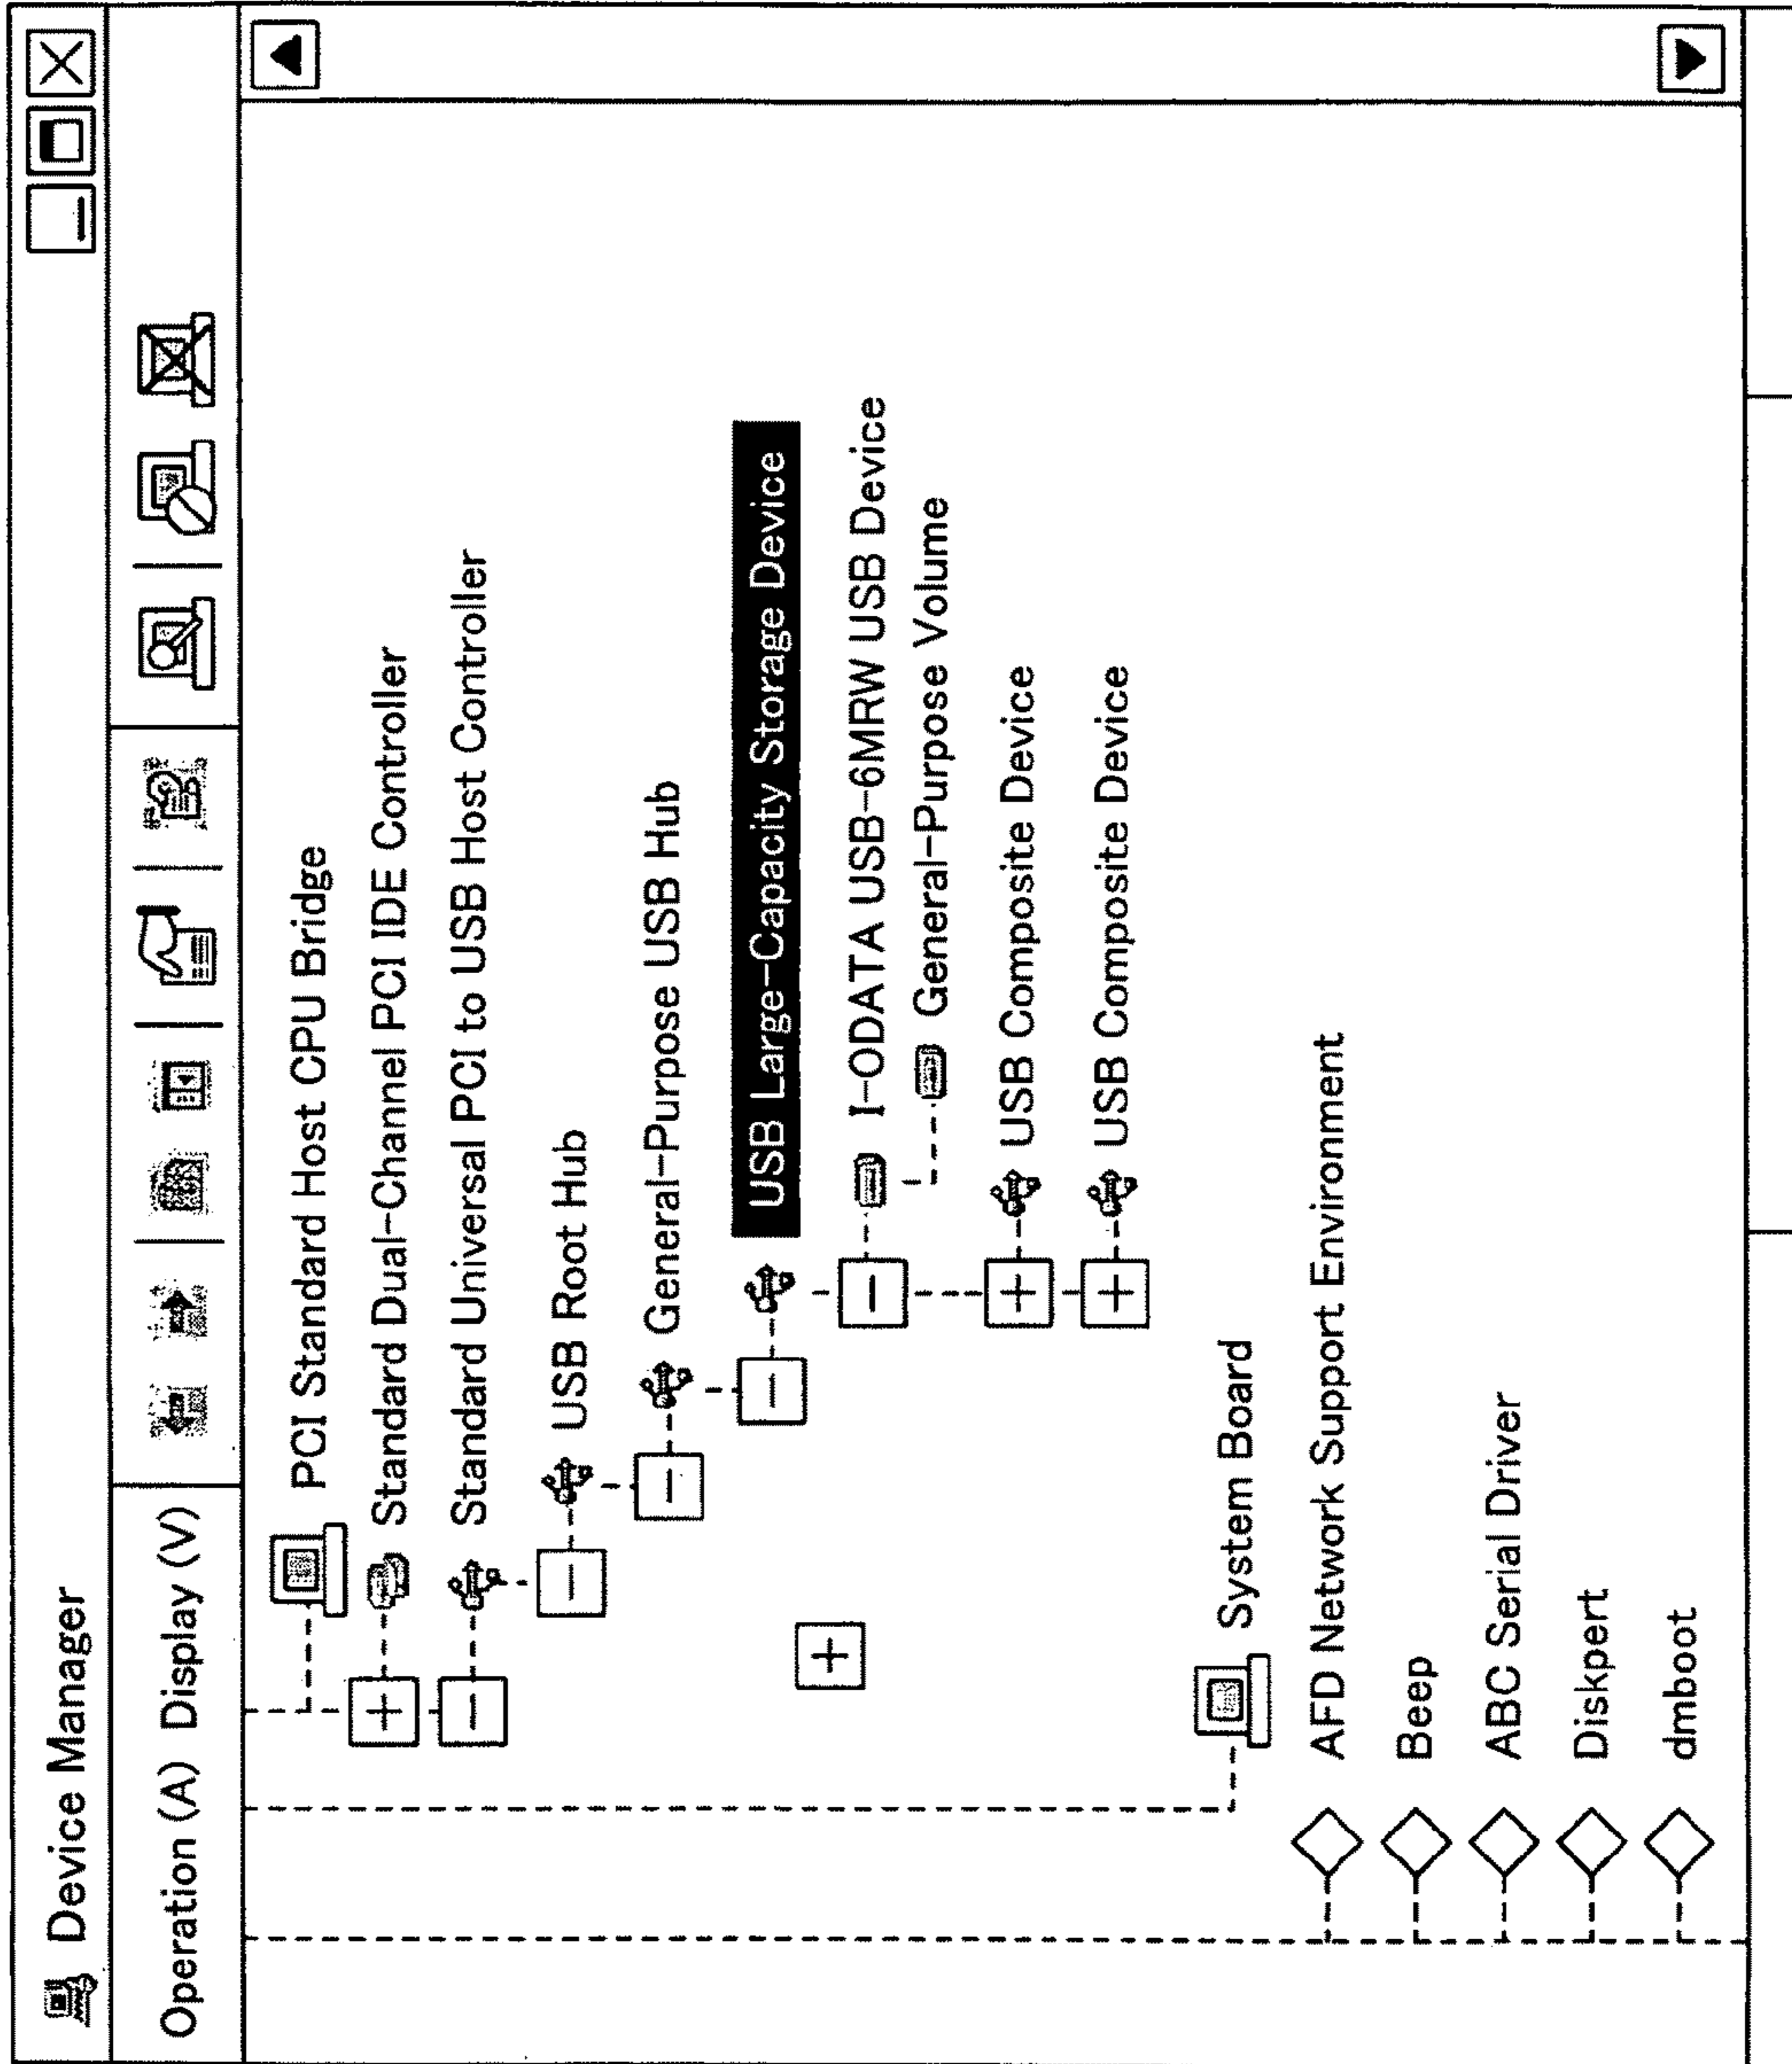 Device Manager
Operation (A) Display (V)
PCI Standard Host CPU Bridge
Standard Dual-Channel PCI IDE Controller
Standard Universal PCI to USB Host Controller
USB Root Hub
General-Purpose USB Hub
USB Large-Capacity Storage Device
I-ODATA USB-6MRW USB Device
General-Purpose Volume
USB Composite Device
USB Composite Device
System Board
AFD Network Support Environment
Beep
ABC Serial Driver
Diskpert
dmboot